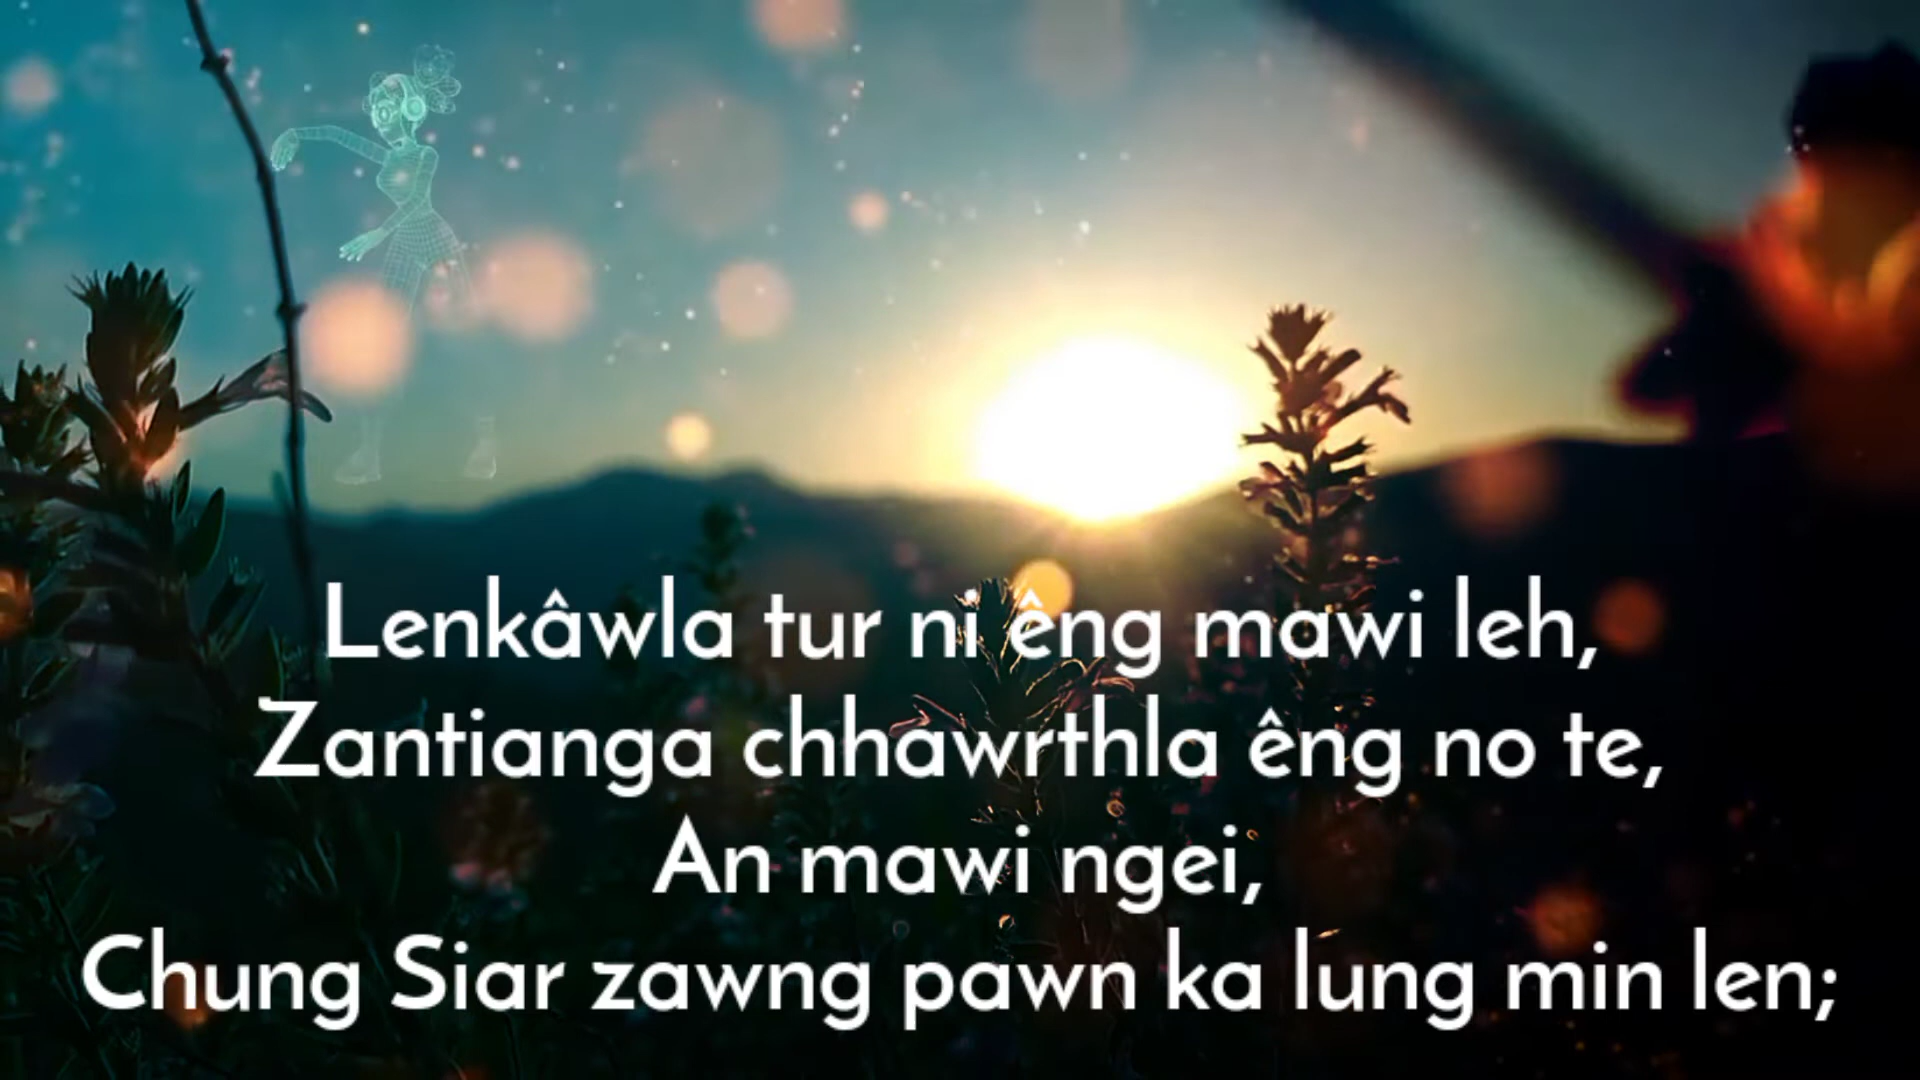 Lenkâwla tur ni êng mawi leh,
Zantianga chhawrthla êng no te,
An mawi ngei,
Chung Siar zawng pawn ka lung min len;